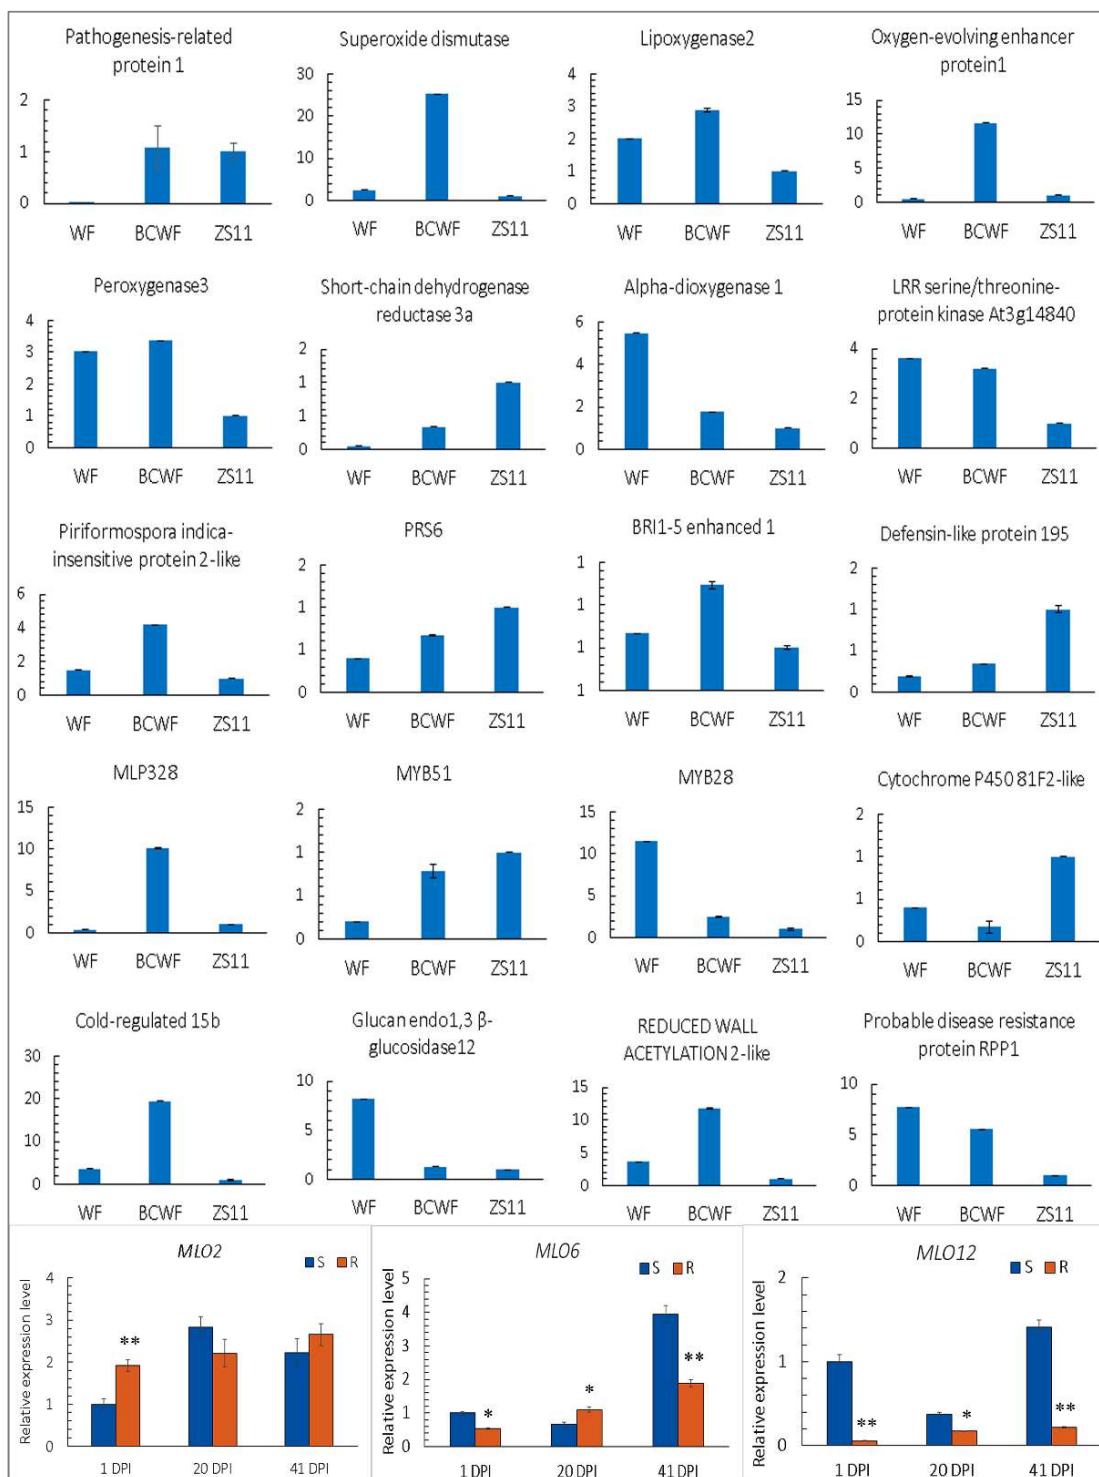 Pathogenesis-related
protein 1
2
1
0
WF BCWF ZS11
Superoxide dismutase
30
20
10
0
WF BCWF ZS11
Lipoxygenase2
4
3
2
1
0
WF BCWF ZS11
Oxygen-evolving enhancer
protein1
15
10
5
0
WF BCWF ZS11
Peroxygenase3
4
3
2
1
0
WF BCWF ZS11
Short-chain dehydrogenase
reductase 3a
2
1
1
0
WF BCWF ZS11
Alpha-dioxygenase 1
6
4
2
0
WF BCWF ZS11
LRR serine/threonine-
protein kinase At3g14840
4
2
0
WF BCWF ZS11
Piriformospora indica-
insensitive protein 2-like
6
4
2
0
WF BCWF ZS11
PRS6
2
1
1
0
WF BCWF ZS11
BRI1-5 enhanced 1
1
1
1
1
WF BCWF ZS11
Defensin-like protein 195
2
1
1
0
WF BCWF ZS11
MLP328
15
10
5
0
WF BCWF ZS11
MYB51
2
1
1
0
WF BCWF ZS11
MYB28
15
10
5
0
WF BCWF ZS11
Cytochrome P450 81F2-like
2
1
1
0
WF BCWF ZS11
Cold-regulated 15b
30
20
10
0
WF BCWF ZS11
Glucan endo1,3 β-
glucosidase12
10
5
0
WF BCWF ZS11
REDUCED WALL
ACETYLATION 2-like
15
10
5
0
WF BCWF ZS11
Probable disease resistance
protein RPP1
10
5
0
WF BCWF ZS11
MLO2
S R
Relative expression level
4
3
2
1
0
**
1 DPI 20 DPI 41 DPI
MLO6
S R
Relative expression level
5
4
3
2
1
0
* * **
1 DPI 20 DPI 41 DPI
MLO12
S R
Relative expression level
2
1
0
** * **
1 DPI 20 DPI 41 DPI